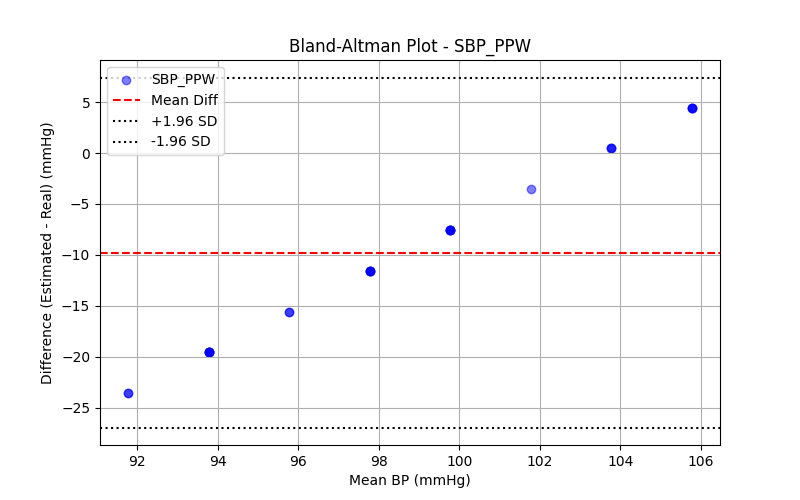 Bland-Altman Plot - SBP_PPW
SBP_PPW
Mean Diff
+1.96 SD
-1.96 SD
5
0
−5
−10
−15
−20
−25
Difference (Estimated - Real) (mmHg)
92 94 96 98 100 102 104 106
Mean BP (mmHg)